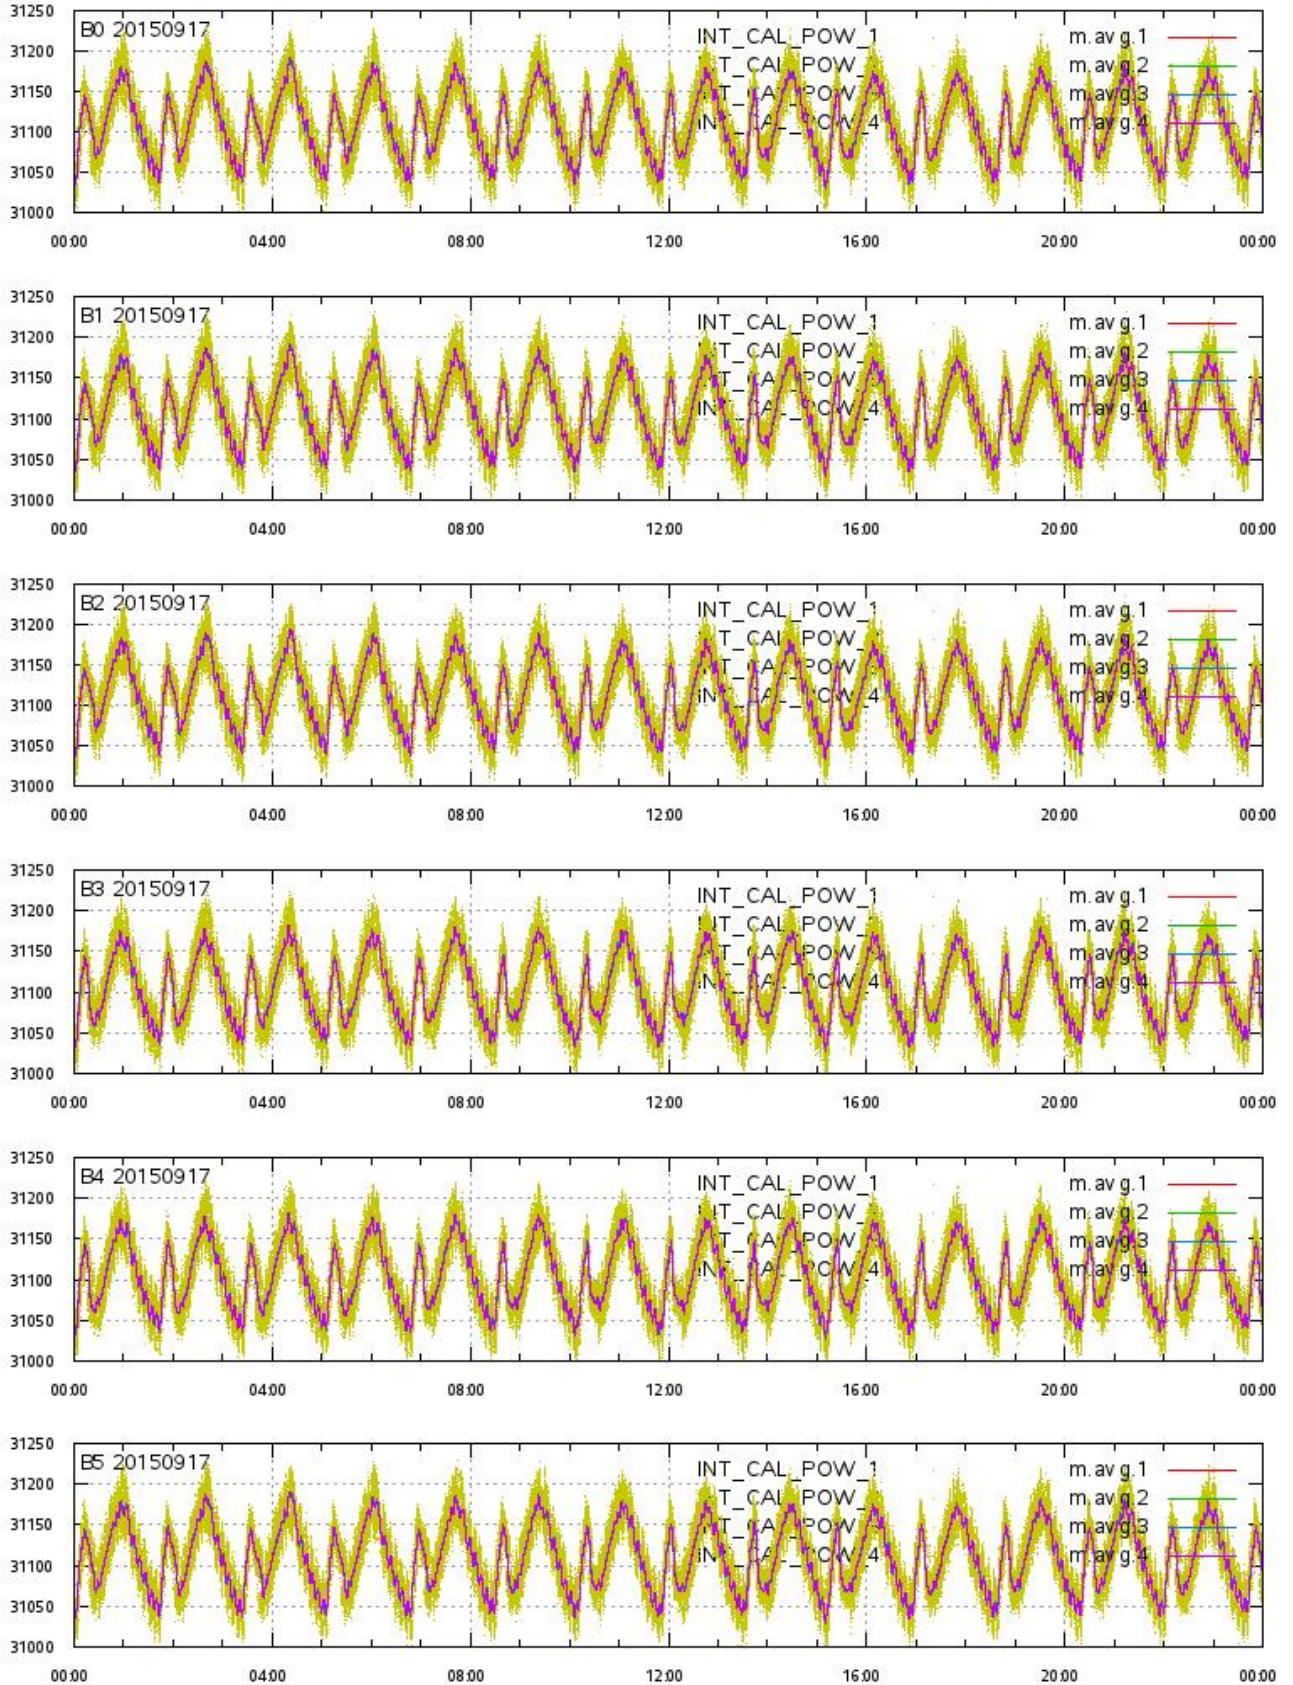 31250
B0 20150917 INT_CAL_POW_1 m.avg.1
31200 m.avg.2
31150 m.avg.3
31100 INT_CAL_POW_4 m.avg.4
31050
31000
00:00 04:00 08:00 12:00 16:00 20:00 00:00
31250
B1 20150917 INT_CAL_POW_1 m.avg.1
31200 m.avg.2
31150 m.avg.3
31100 INT_CAL_POW_4 m.avg.4
31050
31000
00:00 04:00 08:00 12:00 16:00 20:00 00:00
31250
B2 20150917 INT_CAL_POW_1 m.avg.1
31200 m.avg.2
31150 m.avg.3
31100 INT_CAL_POW_4 m.avg.4
31050
31000
00:00 04:00 08:00 12:00 16:00 20:00 00:00
31250
B3 20150917 INT_CAL_POW_1 m.avg.1
31200 m.avg.2
31150 m.avg.3
31100 INT_CAL_POW_4 m.avg.4
31050
31000
00:00 04:00 08:00 12:00 16:00 20:00 00:00
31250
B4 20150917 INT_CAL_POW_1 m.avg.1
31200 m.avg.2
31150 m.avg.3
31100 INT_CAL_POW_4 m.avg.4
31050
31000
00:00 04:00 08:00 12:00 16:00 20:00 00:00
31250
B5 20150917 INT_CAL_POW_1 m.avg.1
31200 m.avg.2
31150 m.avg.3
31100 INT_CAL_POW_4 m.avg.4
31050
31000
00:00 04:00 08:00 12:00 16:00 20:00 00:00